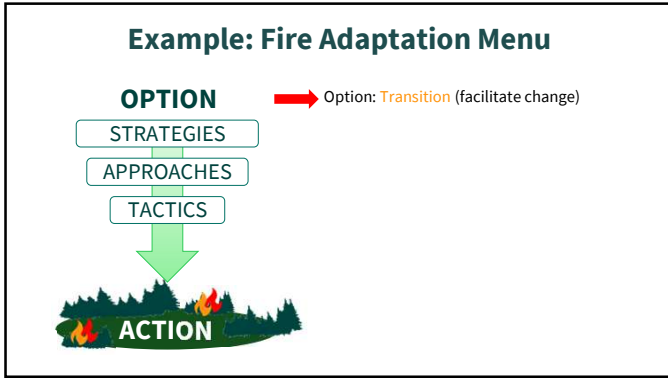 Example: Fire Adaptation Menu
OPTION
Option: Transition (facilitate change)
STRATEGIES
APPROACHES
TACTICS
ACTION